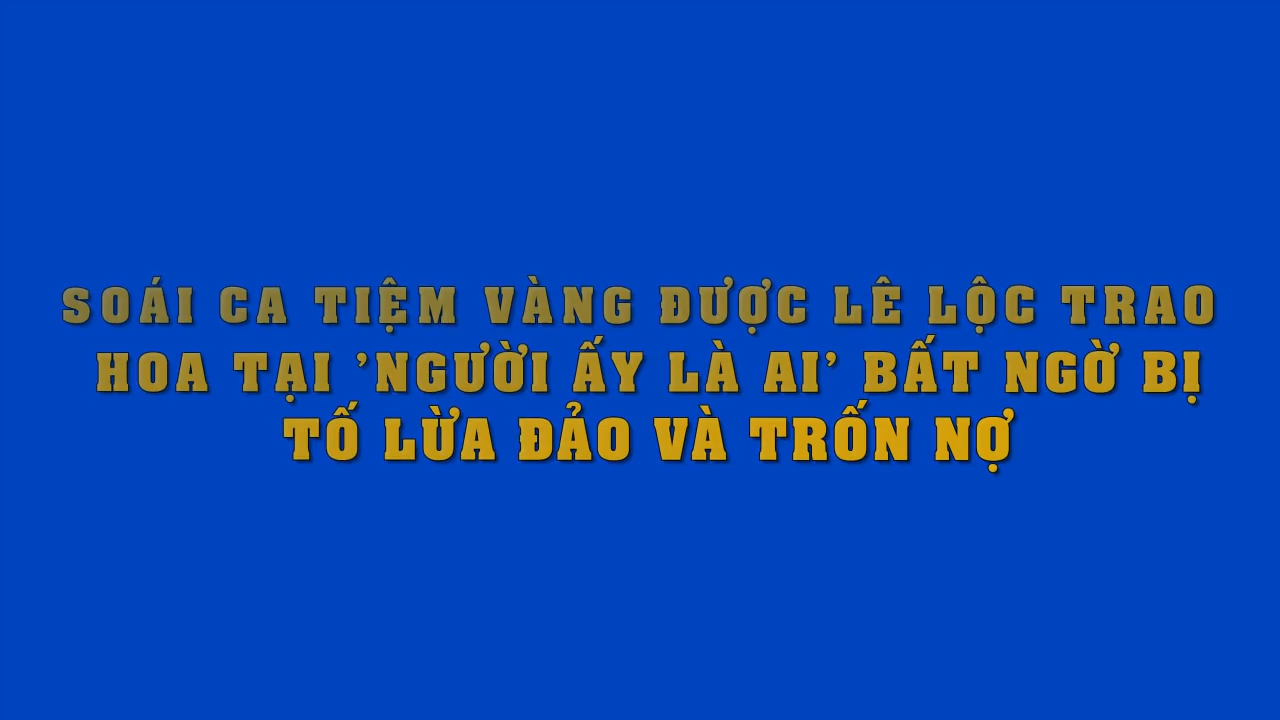 SOÁI CA TIỆM VÀNG ĐƯỢC LÊ LỘC TRAO
HOA TẠI ’NGƯỜI ẤY LÀ AI’ BẤT NGỜ BỊ
TỐ LỪA ĐẢO VÀ TRỐN NỢ